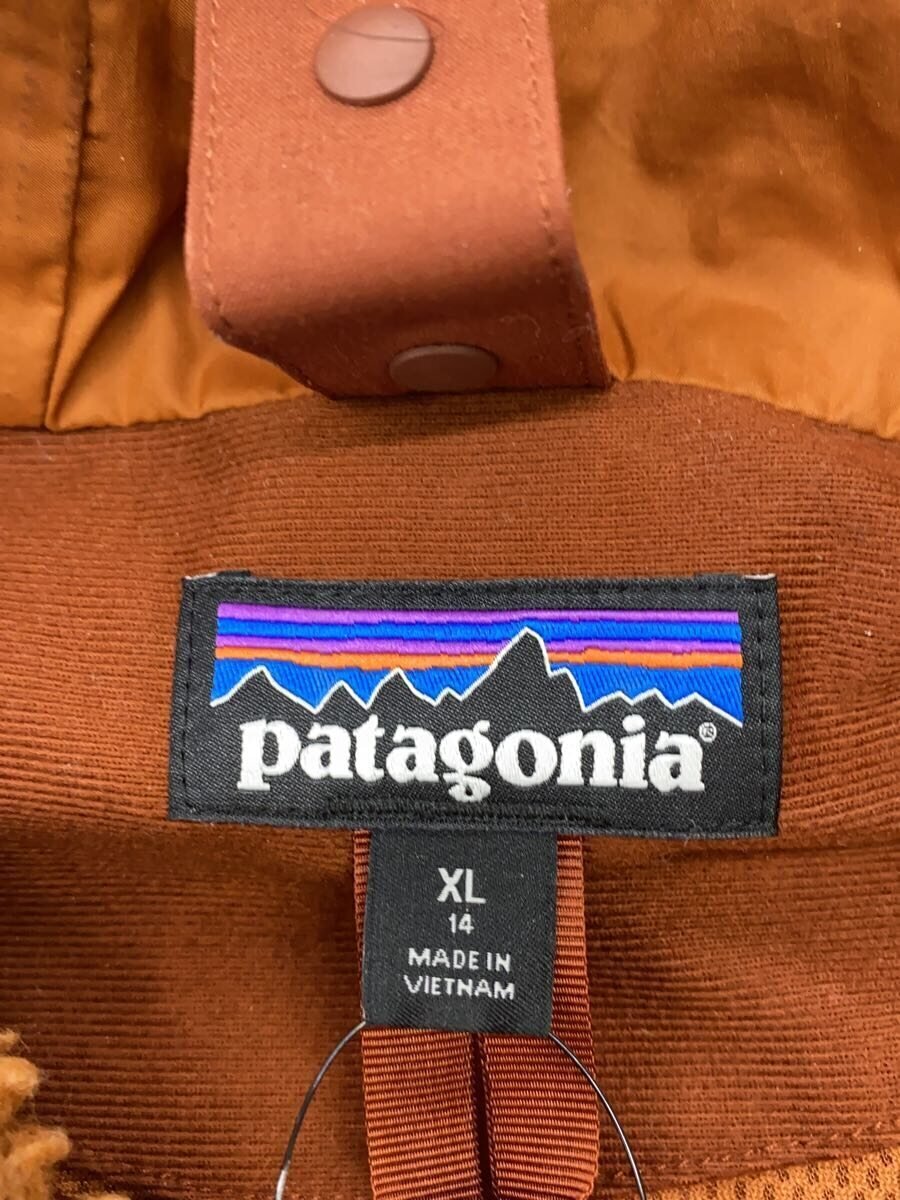 patagonia®
XL
14
MADE IN
VIETNAM